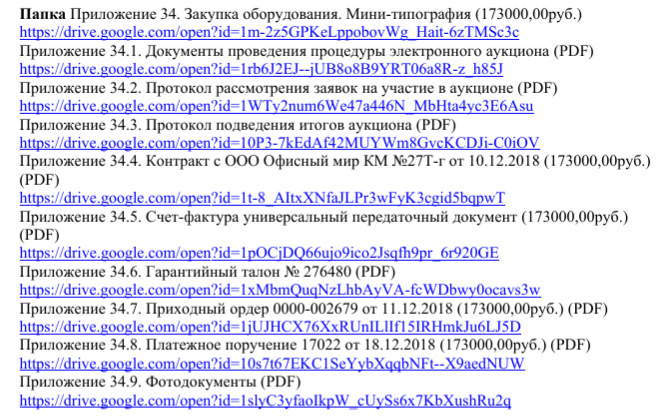 Папка Приложение 34. Закупка оборудования. Мини-типография (173000,00руб.)
https://drive.google.com/open?id=1m-2z5GPKeLppobovWg_Hait-6zTMSc3c
Приложение 34.1. Документы проведения процедуры электронного аукциона (PDF)
https://drive.google.com/open?id=1rb6J2EJ--jUB8o8B9YRT06a8R-z_h85J
Приложение 34.2. Протокол рассмотрения заявок на участие в аукционе (PDF)
https://drive.google.com/open?id=1WTy2num6We47a446N_MbHta4yc3E6Asu
Приложение 34.3. Протокол подведения итогов аукциона (PDF)
https://drive.google.com/open?id=10P3-7kEdAf42MUYWm8GvcKCDJi-C0iOV
Приложение 34.4. Контракт с ООО Офисный мир КМ №27Т-г от 10.12.2018 (173000,00руб.)
(PDF)
https://drive.google.com/open?id=1t-8_AItxXNfaJLPr3wFyK3cgid5bqpwT
Приложение 34.5. Счет-фактура универсальный передаточный документ (173000,00руб.)
(PDF)
https://drive.google.com/open?id=1pOCjDQ66ujo9ico2Jsqfh9pr_6r920GE
Приложение 34.6. Гарантийный талон № 276480 (PDF)
https://drive.google.com/open?id=1xMbmQuqNzLhbAyVA-fcWDbwy0ocavs3w
Приложение 34.7. Приходный ордер 0000-002679 от 11.12.2018 (173000,00руб.) (PDF)
https://drive.google.com/open?id=1jUJHCX76XxRUnILlIf15IRHmkJu6LJ5D
Приложение 34.8. Платежное поручение 17022 от 18.12.2018 (173000,00руб.) (PDF)
https://drive.google.com/open?id=10s7t67EKC1SeYybXqqbNFt--X9aedNUW
Приложение 34.9. Фотодокументы (PDF)
https://drive.google.com/open?id=1slyC3yfaoIkpW_cUySs6x7KbXushRu2q